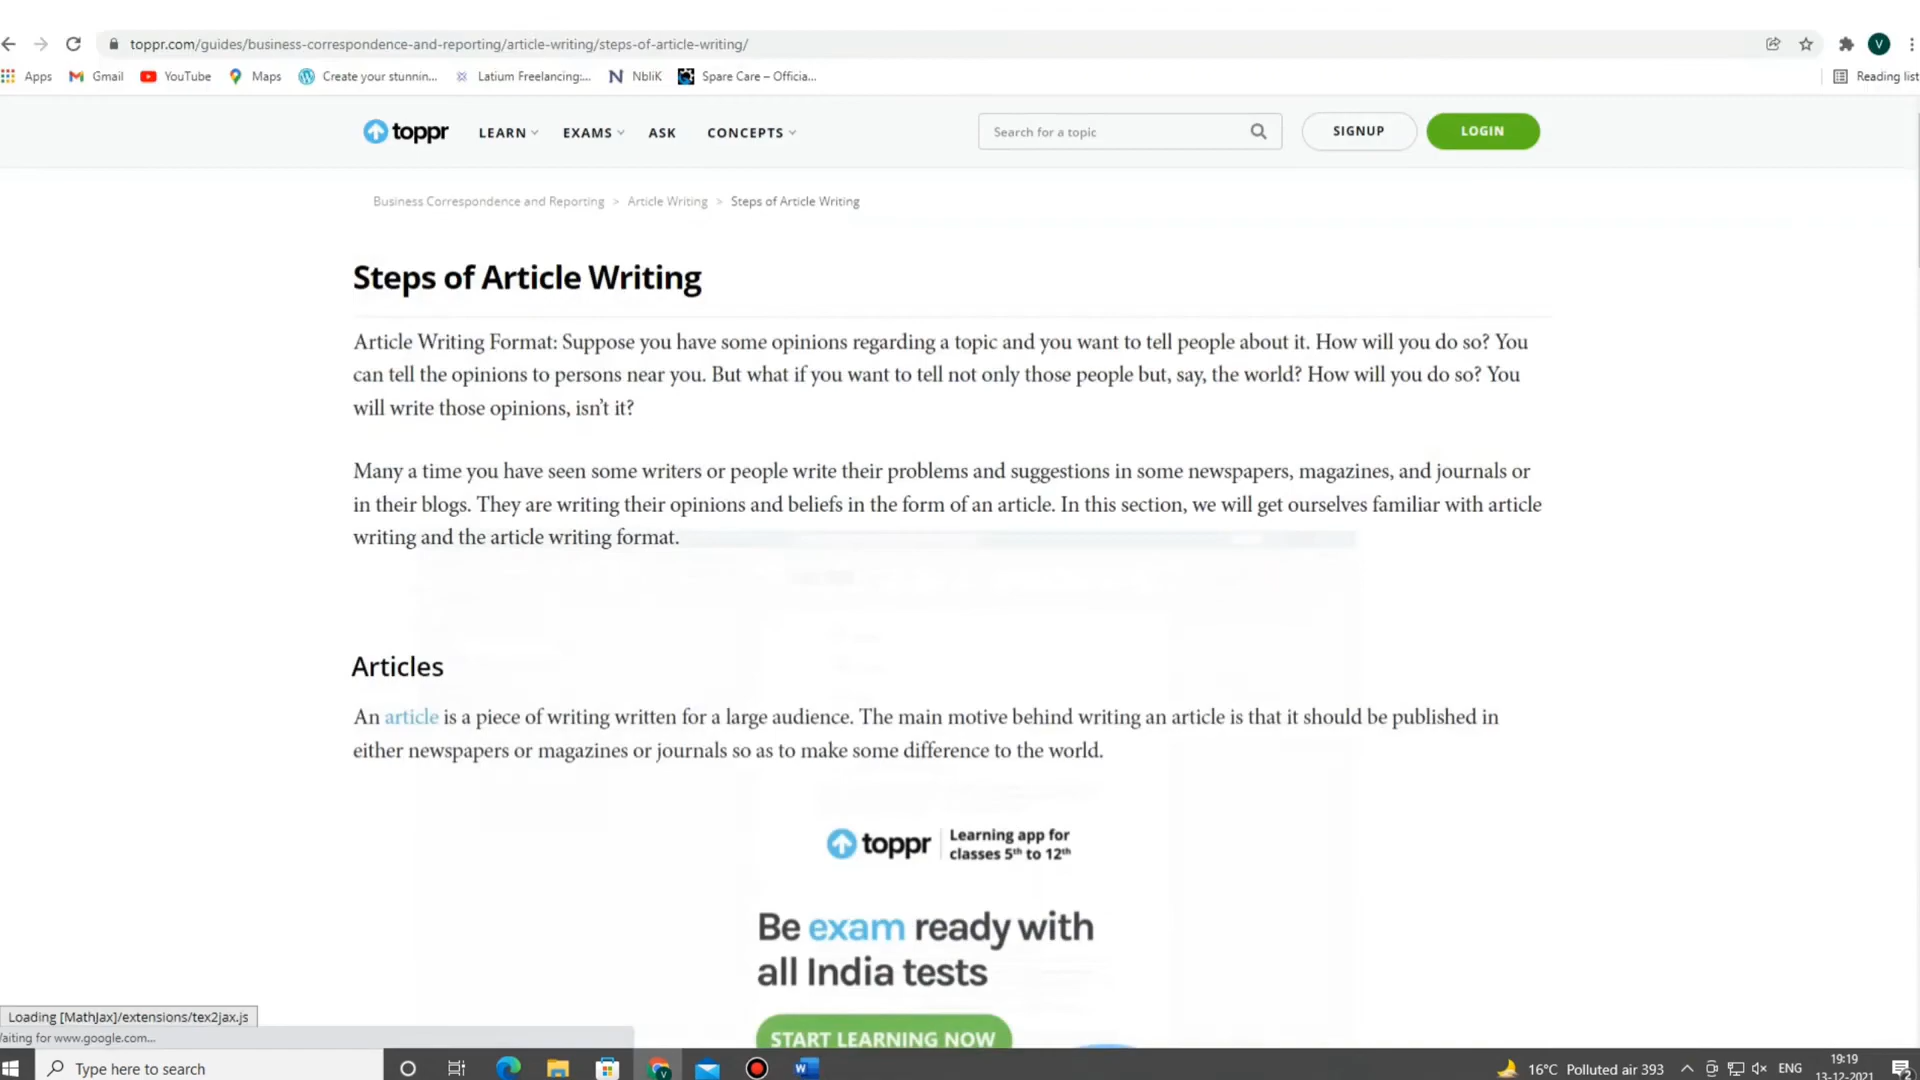 toppr.com/guides/business-correspondence-and-reporting/article-writing/steps-of-article-writing/
V
Apps Gmail YouTube Maps Create your stunnin... Latium Freelancing:... NbliK Spare Care – Officia... Reading list
toppr LEARN EXAMS ASK CONCEPTS Search for a topic SIGNUP LOGIN
Business Correspondence and Reporting > Article Writing > Steps of Article Writing
Steps of Article Writing
Article Writing Format: Suppose you have some opinions regarding a topic and you want to tell people about it. How will you do so? You
can tell the opinions to persons near you. But what if you want to tell not only those people but, say, the world? How will you do so? You
will write those opinions, isn’t it?
Many a time you have seen some writers or people write their problems and suggestions in some newspapers, magazines, and journals or
in their blogs. They are writing their opinions and beliefs in the form of an article. In this section, we will get ourselves familiar with article
writing and the article writing format.
Articles
An article is a piece of writing written for a large audience. The main motive behind writing an article is that it should be published in
either newspapers or magazines or journals so as to make some difference to the world.
toppr Learning app for
classes 5th to 12th
Be exam ready with
all India tests
START LEARNING NOW
Loading [MathJax]/extensions/tex2jax.js
aiting for www.google.com...
Type here to search
16°C Polluted air 393 ENG 19:19
13-12-2021
2